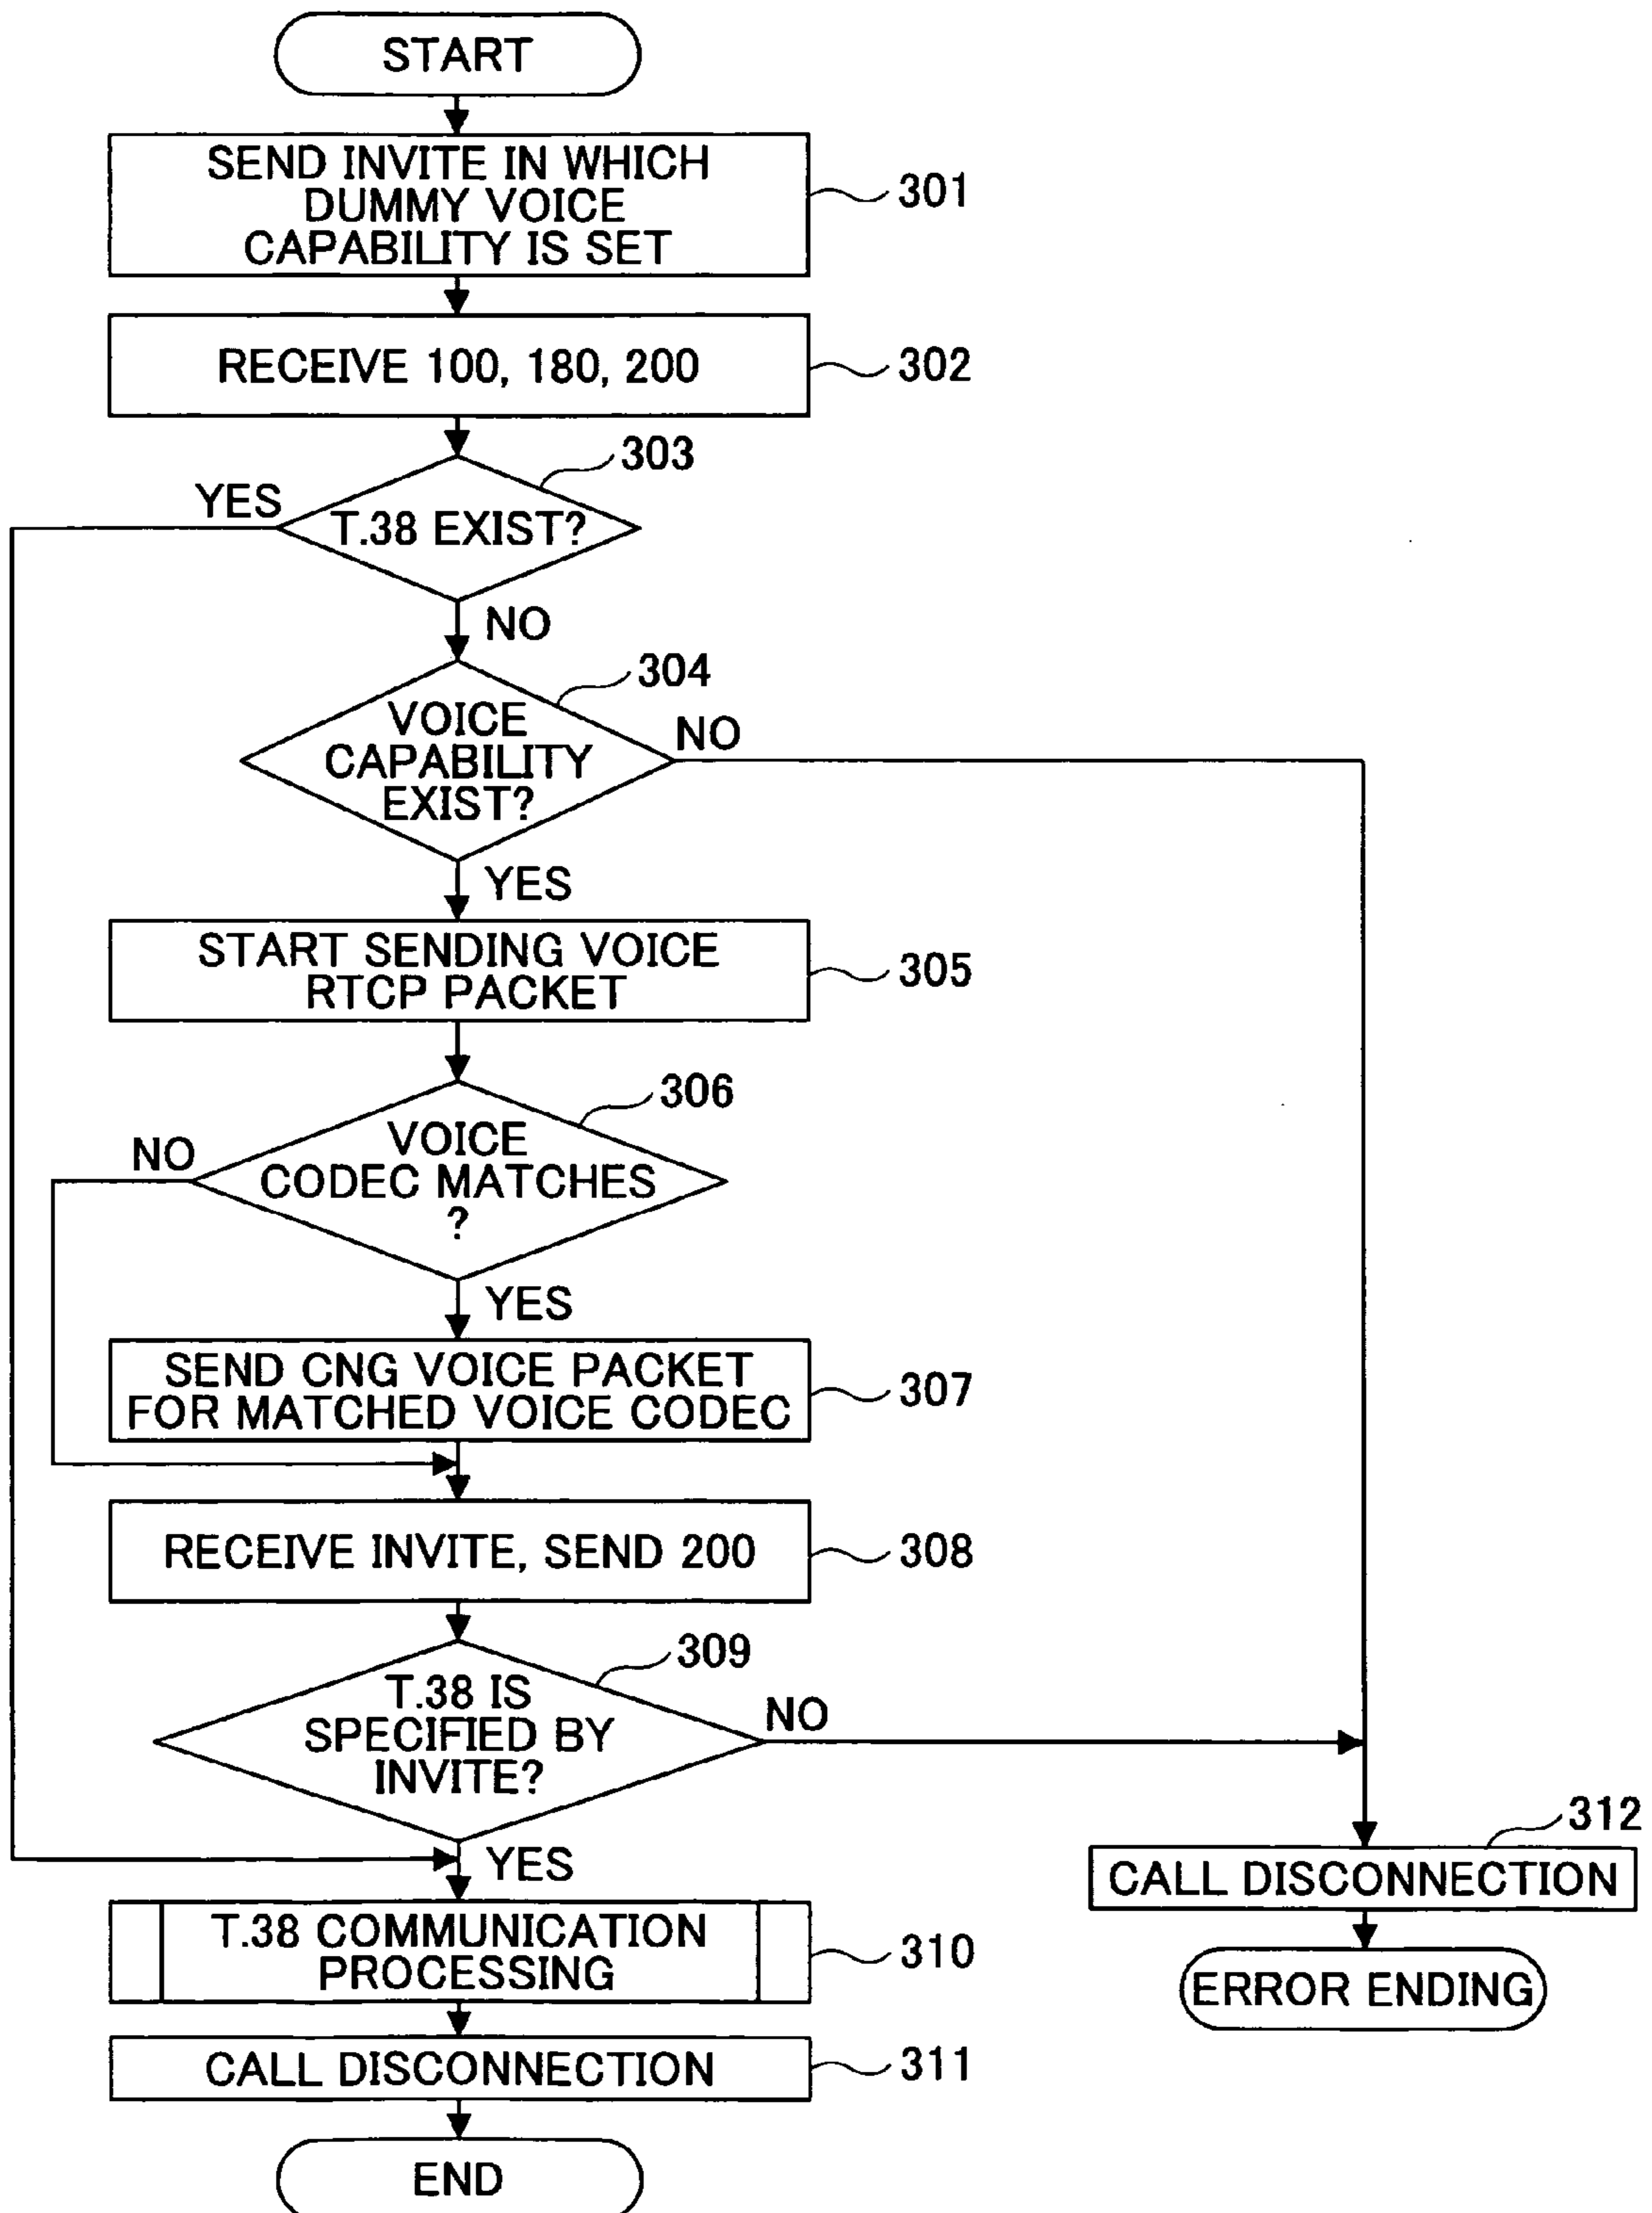 START
SEND INVITE IN WHICH
DUMMY VOICE
CAPABILITY IS SET
301
RECEIVE 100, 180, 200
302
303
YES
T.38 EXIST?
NO
304
VOICE
CAPABILITY
EXIST?
NO
YES
START SENDING VOICE
RTCP PACKET
305
306
NO
VOICE
CODEC MATCHES
?
YES
SEND CNG VOICE PACKET
FOR MATCHED VOICE CODEC
307
RECEIVE INVITE, SEND 200
308
309
T.38 IS
SPECIFIED BY
INVITE?
NO
YES
312
CALL DISCONNECTION
ERROR ENDING
T.38 COMMUNICATION
PROCESSING
310
CALL DISCONNECTION
311
END